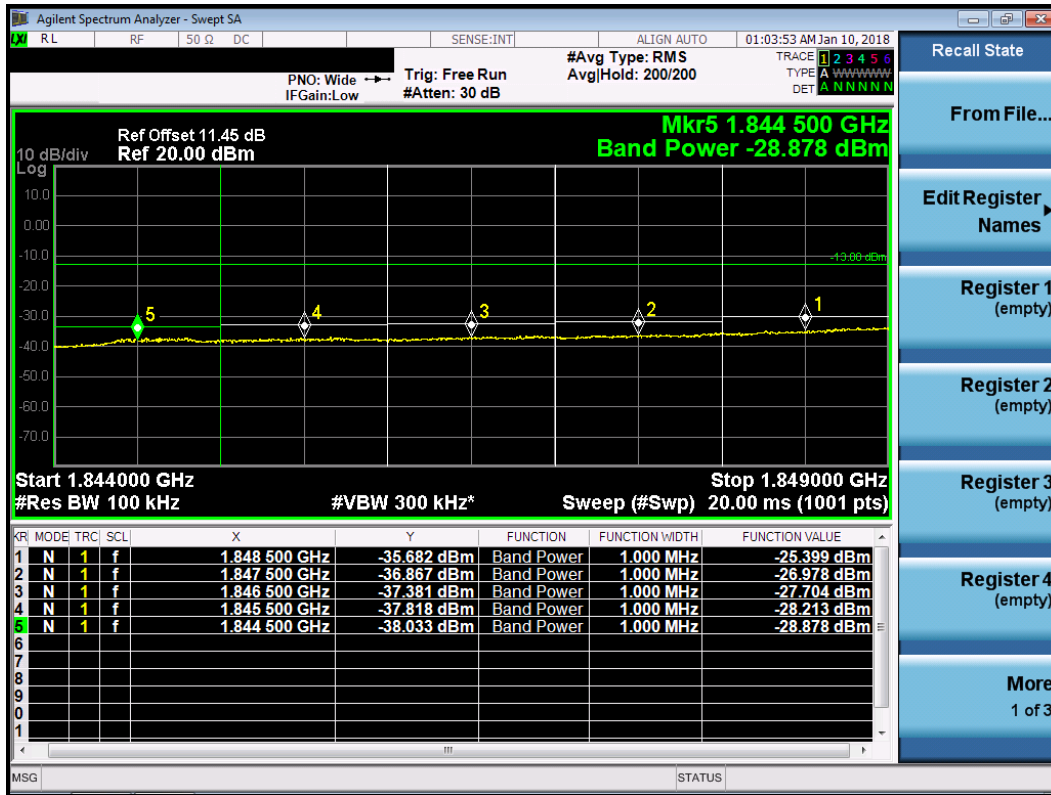 Agilent Spectrum Analyzer - Swept SA
LXI RL RF 50 Ω DC SENSE:INT ALIGN AUTO 01:03:53 AM Jan 10, 2018
PNO: Wide
IFGain:Low
Trig: Free Run
#Atten: 30 dB
#Avg Type: RMS
Avg|Hold: 200/200
TRACE 1 2 3 4 5 6
TYPE A WWWWW
DET A N N N N N
Ref Offset 11.45 dB
10 dB/div Ref 20.00 dBm
Log
Mkr5 1.844 500 GHz
Band Power -28.878 dBm
10.0
0.00
-10.0
-13.00 dBm
-20.0
-30.0
5 4 3 2 1
-40.0
-50.0
-60.0
-70.0
Start 1.844000 GHz Stop 1.849000 GHz
#Res BW 100 kHz #VBW 300 kHz* Sweep (#Swp) 20.00 ms (1001 pts)
KR MODE TRC SCL X Y FUNCTION FUNCTION WIDTH FUNCTION VALUE
1 N 1 f 1.848 500 GHz -35.682 dBm Band Power 1.000 MHz -25.399 dBm
2 N 1 f 1.847 500 GHz -36.867 dBm Band Power 1.000 MHz -26.978 dBm
3 N 1 f 1.846 500 GHz -37.381 dBm Band Power 1.000 MHz -27.704 dBm
4 N 1 f 1.845 500 GHz -37.818 dBm Band Power 1.000 MHz -28.213 dBm
5 N 1 f 1.844 500 GHz -38.033 dBm Band Power 1.000 MHz -28.878 dBm
6
7
8
9
0
1
MSG STATUS
Recall State
From File...
Edit Register
Names
Register 1
(empty)
Register 2
(empty)
Register 3
(empty)
Register 4
(empty)
More
1 of 3